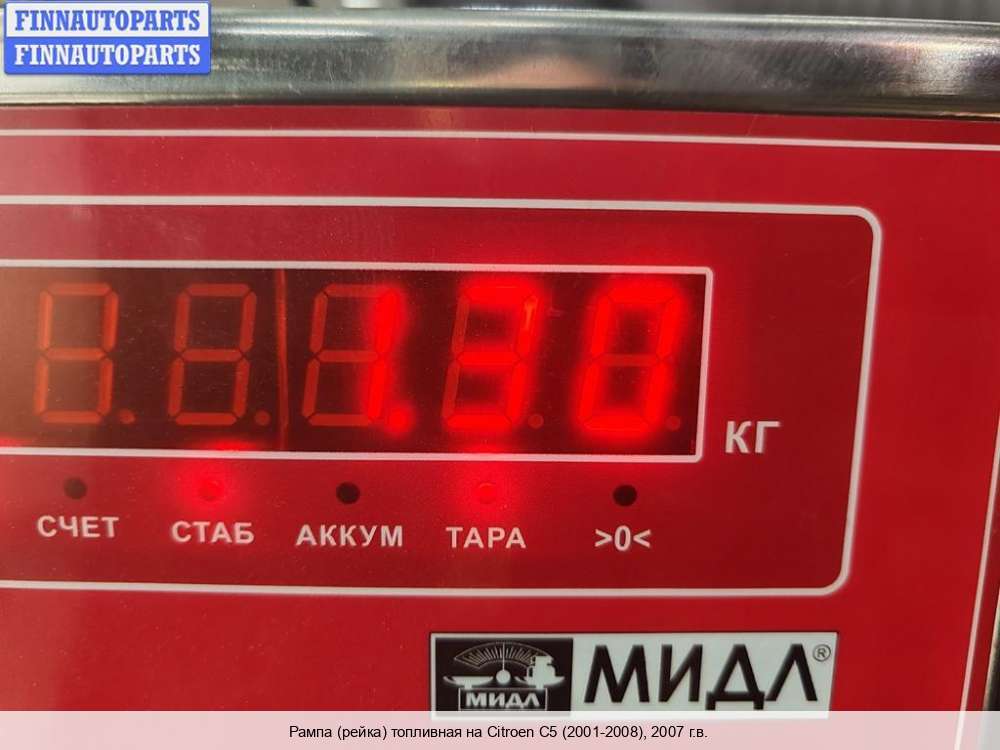 FINNAUTOPARTS
FINNAUTOPARTS
1.30
КГ
СЧЕТ СТАБ АККУМ ТАРА >0<
МИДЛ МИДЛ®
Рампа (рейка) топливная на Citroen C5 (2001-2008), 2007 г.в.